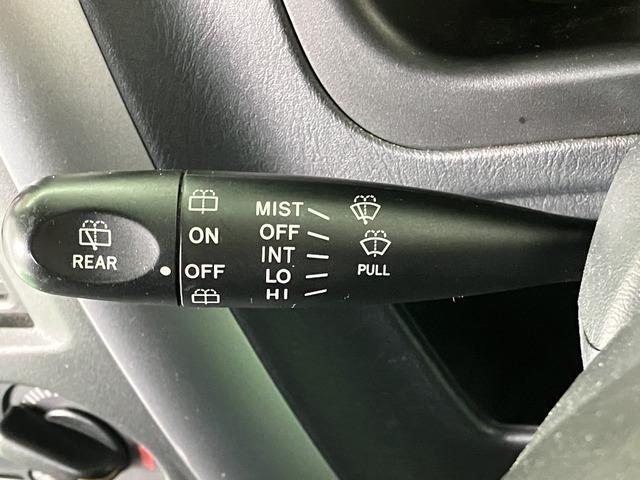 REAR
ON
OFF
MIST
OFF
INT
LO
HI
PULL